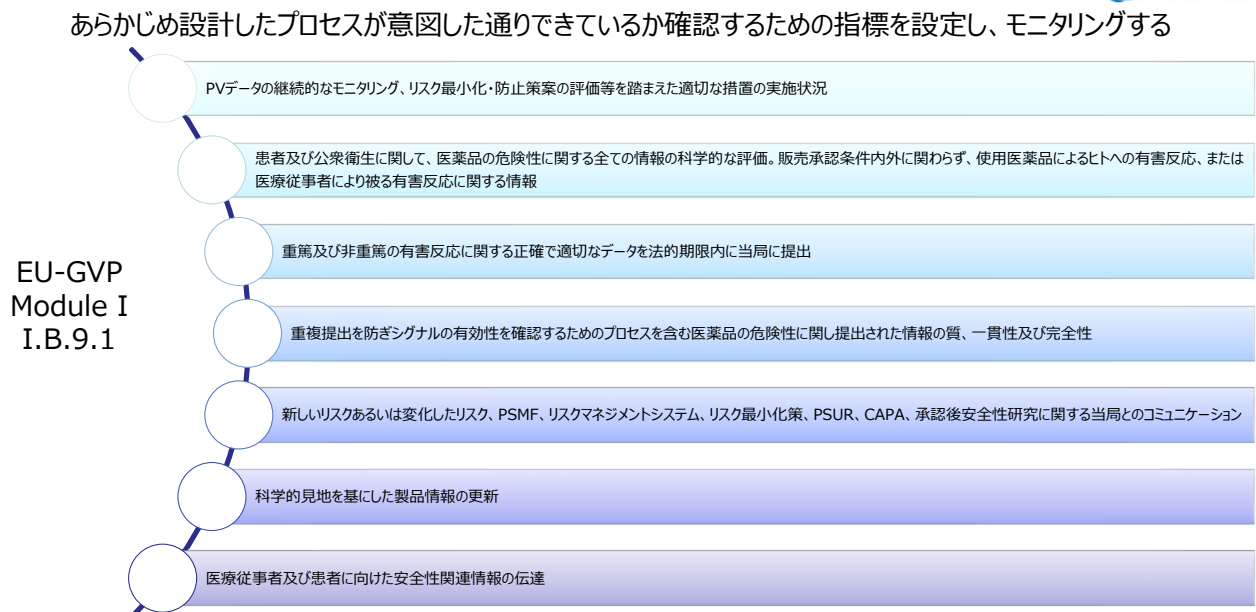 あらかじめ設計したプロセスが意図した通りできているか確認するための指標を設定し、モニタリングする
PVデータの継続的なモニタリング、リスク最小化・防止策案の評価等を踏まえた適切な措置の実施状況
患者及び公衆衛生に関して、医薬品の危険性に関する全ての情報の科学的な評価。販売承認条件内外に関わらず、使用医薬品によるヒトへの有害反応、または
医療従事者により被る有害反応に関する情報
重篤及び非重篤の有害反応に関する正確で適切なデータを法的期限内に当局に提出
EU-GVP
Module I
I.B.9.1
重複提出を防ぎシグナルの有効性を確認するためのプロセスを含む医薬品の危険性に関し提出された情報の質、一貫性及び完全性
新しいリスクあるいは変化したリスク、PSMF、リスクマネジメントシステム、リスク最小化策、PSUR、CAPA、承認後安全性研究に関する当局とのコミュニケーション
科学的見地を基にした製品情報の更新
医療従事者及び患者に向けた安全性関連情報の伝達